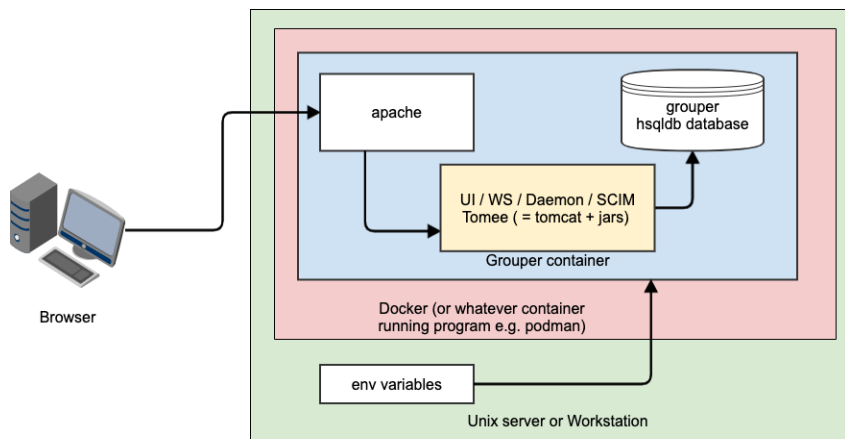 apache
grouper
hsqldb database
UI / WS / Daemon / SCIM
Tomee ( = tomcat + jars)
Grouper container
Browser
Docker (or whatever container
running program e.g. podman)
env variables
Unix server or Workstation